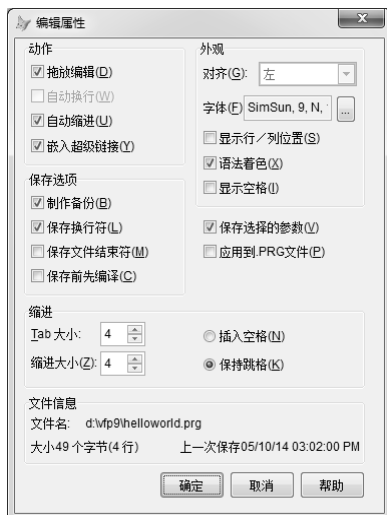 编辑属性
动作
拖放编辑(D)
自动换行(W)
自动缩进(U)
嵌入超级链接(Y)
外观
对齐(G): 左
字体(F) SimSun, 9, N, ...
显示行／列位置(S)
语法着色(X)
显示空格(I)
保存选项
制作备份(B)
保存换行符(L)
保存文件结束符(M)
保存前先编译(C)
保存选择的参数(V)
应用到.PRG文件(P)
缩进
Tab 大小: 4
缩进大小(Z): 4
插入空格(N)
保持跳格(K)
文件信息
文件名: d:\vfp9\helloworld.prg
大小49 个字节(4 行) 上一次保存05/10/14 03:02:00 PM
确定 取消 帮助